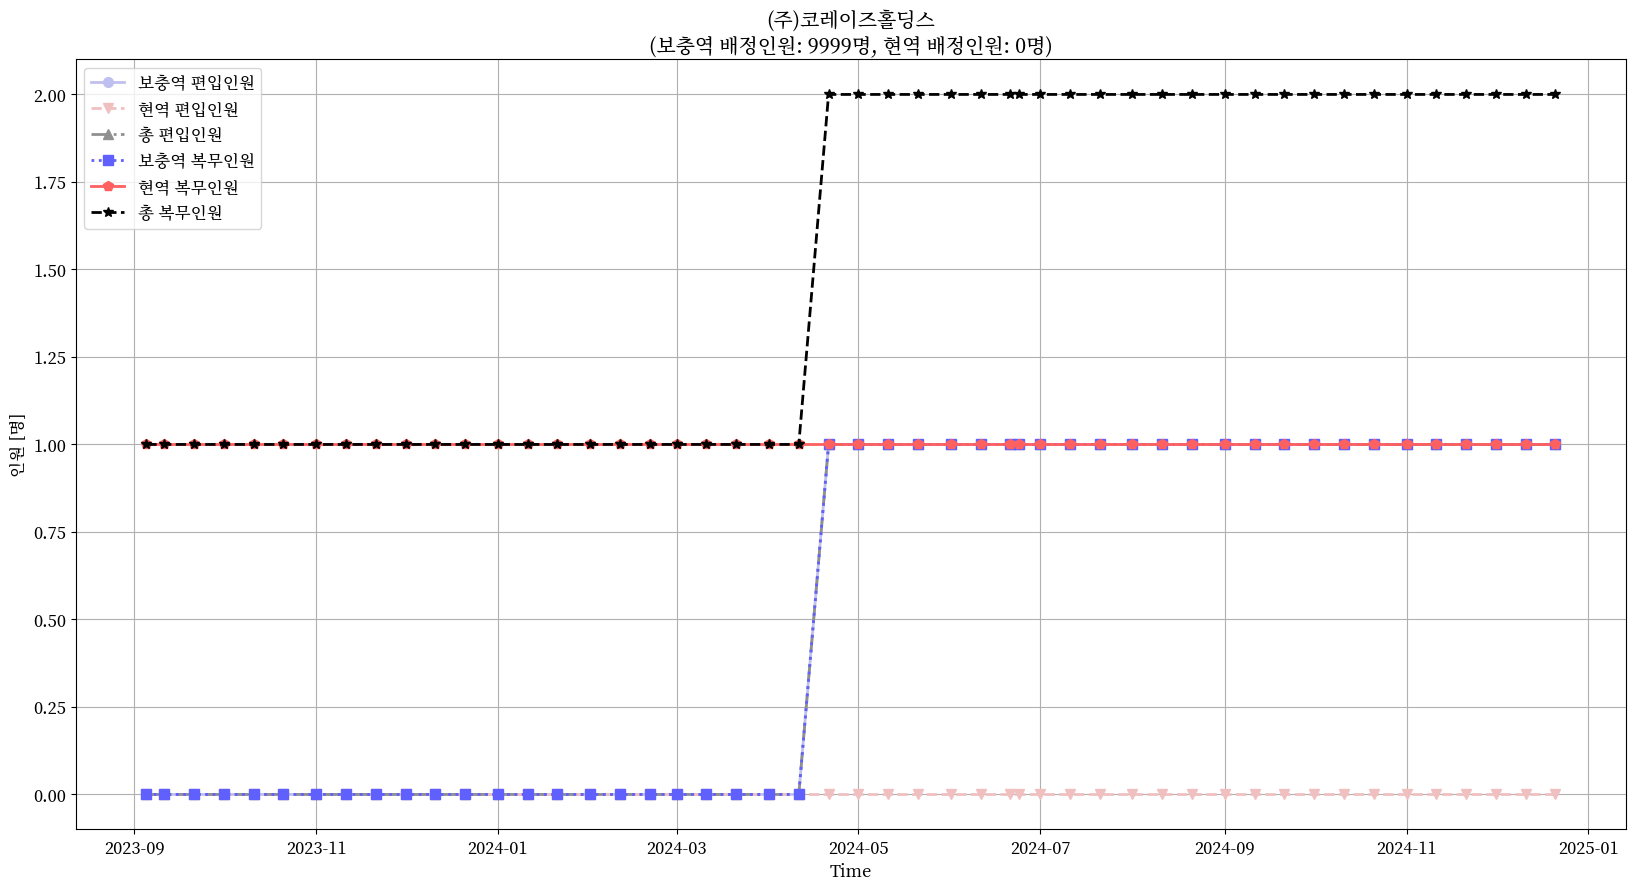 (주)코레이즈홀딩스
(보충역 배정인원: 9999명, 현역 배정인원: 0명)
보충역 편입인원
현역 편입인원
총 편입인원
보충역 복무인원
현역 복무인원
총 복무인원
2.00
1.75
1.50
1.25
1.00
0.75
0.50
0.25
0.00
인원 [명]
2023-09 2023-11 2024-01 2024-03 2024-05 2024-07 2024-09 2024-11 2025-01
Time